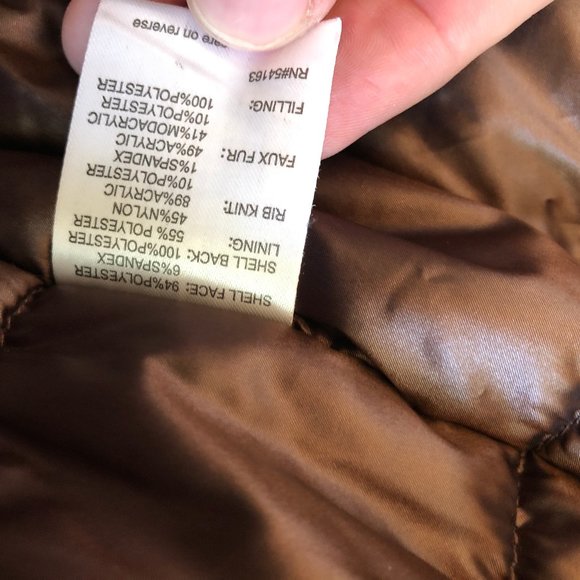 SHELL FACE: 94%POLYESTER
6%SPANDEX
SHELL BACK: 100%POLYESTER
LINING: 55% POLYESTER
45%NYLON
RIB KNIT: 89%ACRYLIC
10%POLYESTER
1%SPANDEX
FAUX FUR: 49%ACRYLIC
41%MODACRYLIC
10%POLYESTER
FILLING: 100%POLYESTER
RN#54163
are on reverse